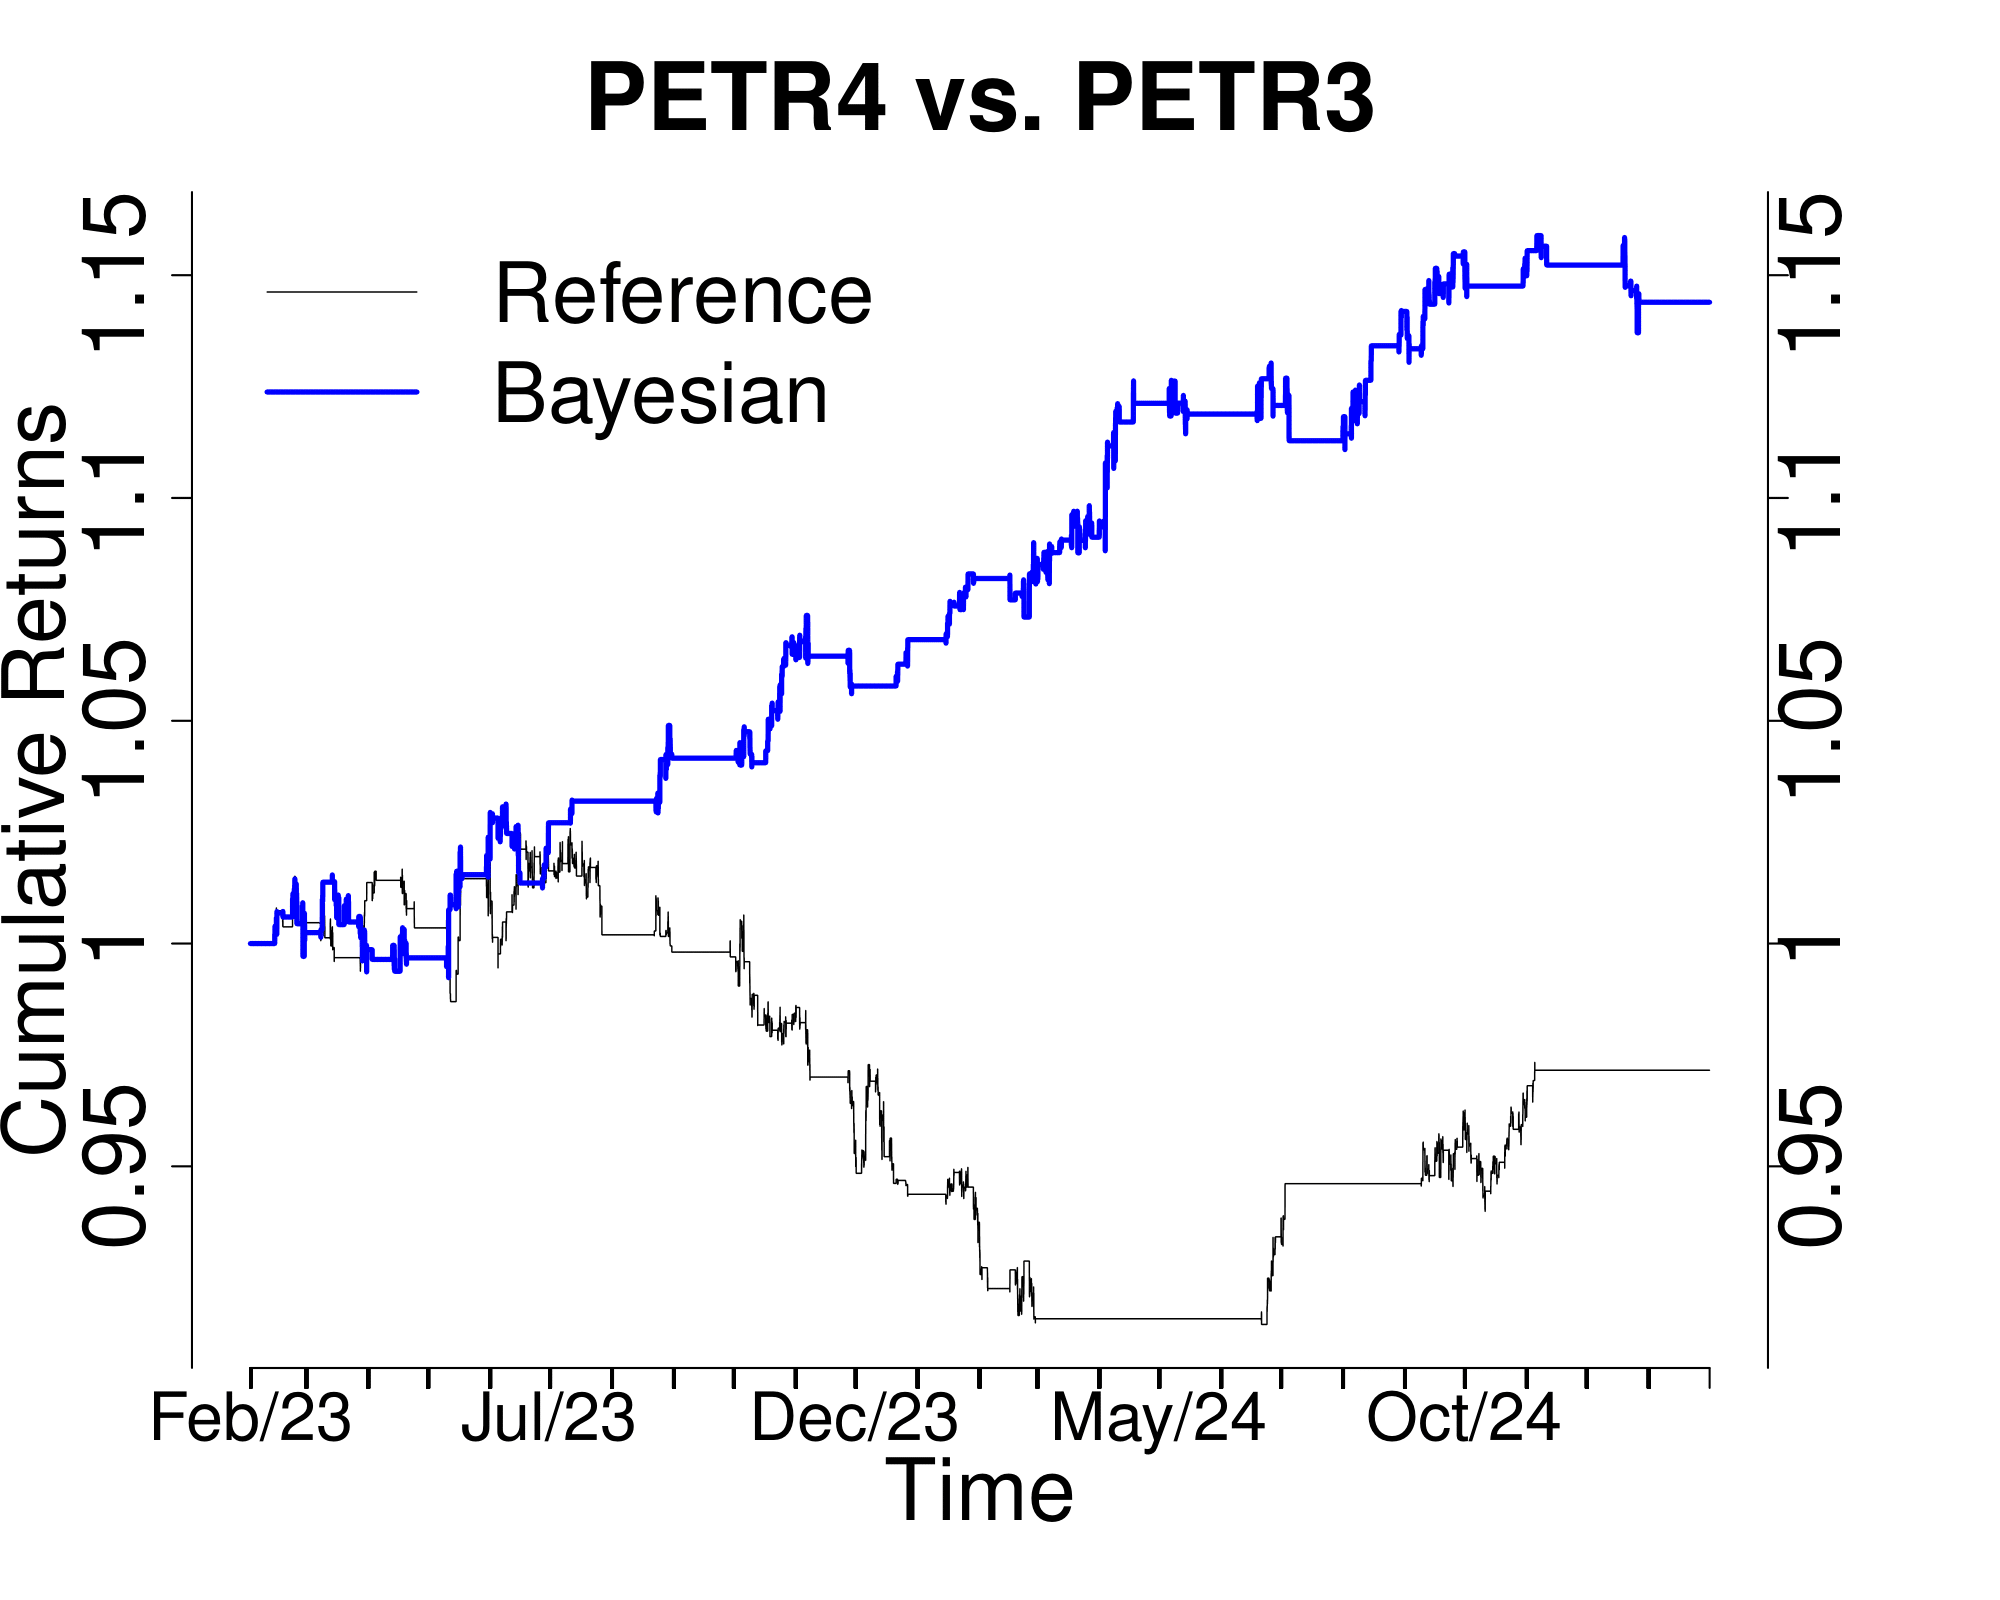 PETR4 vs. PETR3
Reference
Bayesian
Cumulative Returns
1.15
1.1
1.05
1
0.95
1.15
1.1
1.05
1
0.95
Feb/23 Jul/23 Dec/23 May/24 Oct/24
Time